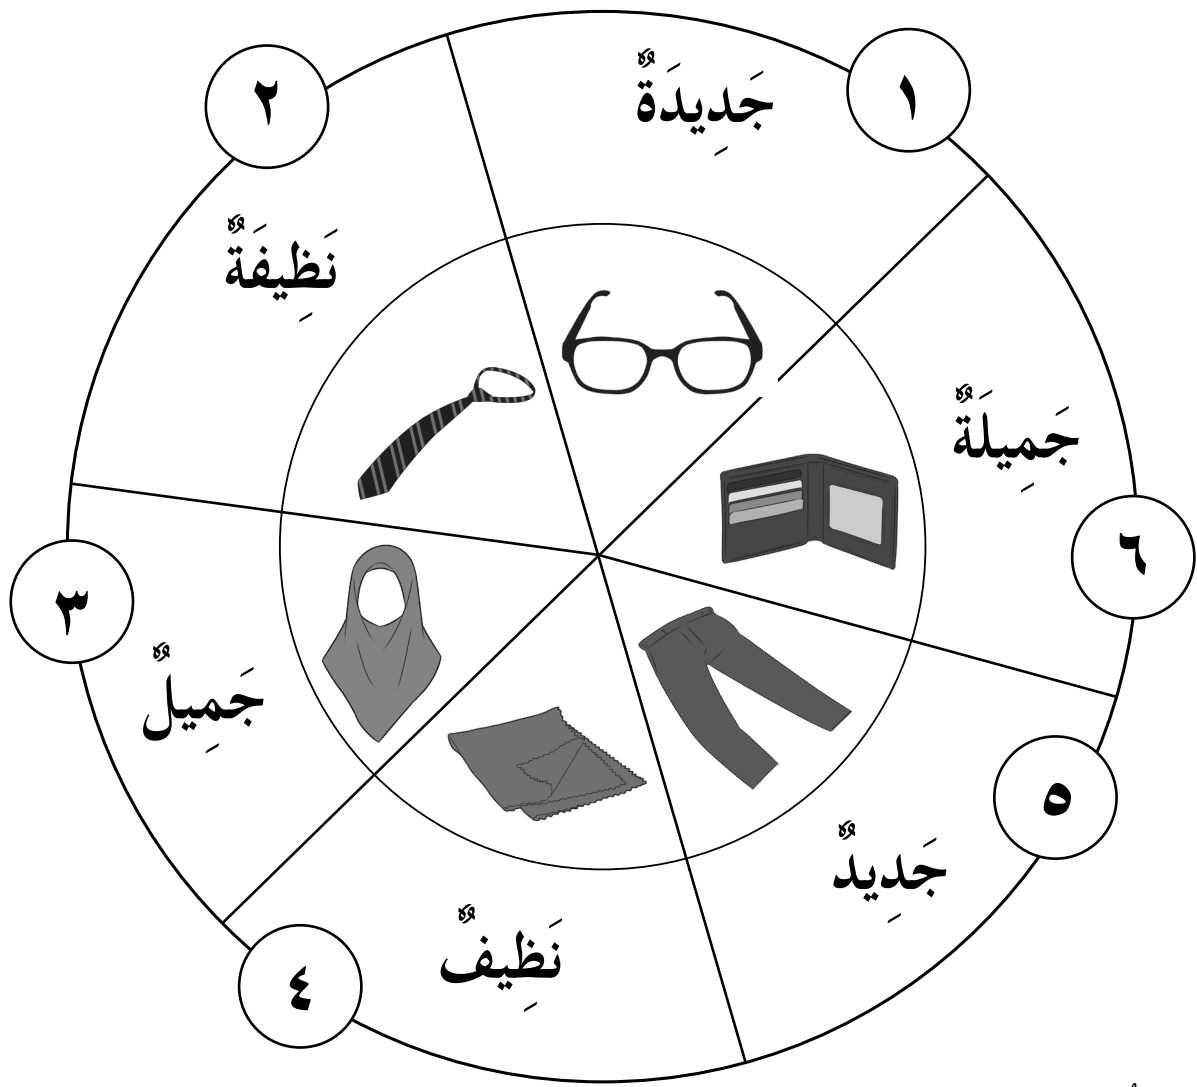 ١
جَدِيدَةٌ
٢
نَظِيفَةٌ
٣
جَمِيلٌ
٤
نَظِيفٌ
٥
جَدِيدٌ
٦
جَمِيلَةٌ